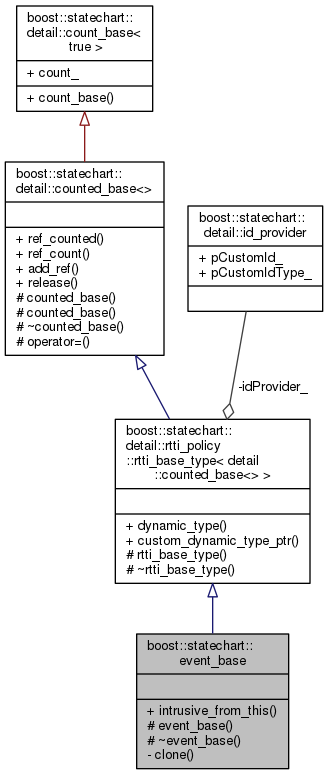 boost::statechart::
detail::count_base<
true >
+ count_
+ count_base()
boost::statechart::
detail::counted_base<>
+ ref_counted()
+ ref_count()
+ add_ref()
+ release()
# counted_base()
# counted_base()
# ~counted_base()
# operator=()
boost::statechart::
detail::id_provider
+ pCustomId_
+ pCustomIdType_
-idProvider_
boost::statechart::
detail::rtti_policy
::rtti_base_type< detail
::counted_base<> >
+ dynamic_type()
+ custom_dynamic_type_ptr()
# rtti_base_type()
# ~rtti_base_type()
boost::statechart::
event_base
+ intrusive_from_this()
# event_base()
# ~event_base()
- clone()